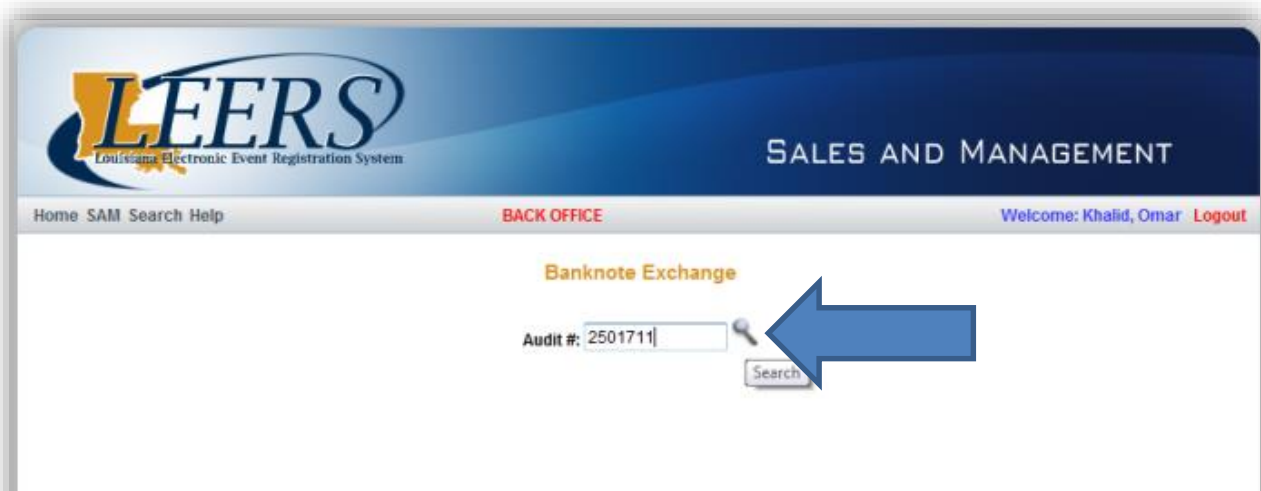 LEERS
Louisiana Electronic Event Registration System
SALES AND MANAGEMENT
Home SAM Search Help BACK OFFICE Welcome: Khalid, Omar Logout
Banknote Exchange
Audit #: 2501711
Search